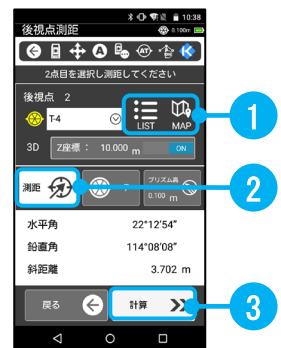 10:38
後視点測距
0.100m
A
AT
2点目を選択し測距してください
後視点 2
T-4
LIST
MAP
1
3D
Z座標： 10.000 m
ON
測距
2
プリズム高
0.100 m
水平角 22°12'54"
鉛直角 114°08'08"
斜距離 3.702 m
戻る
計算
3